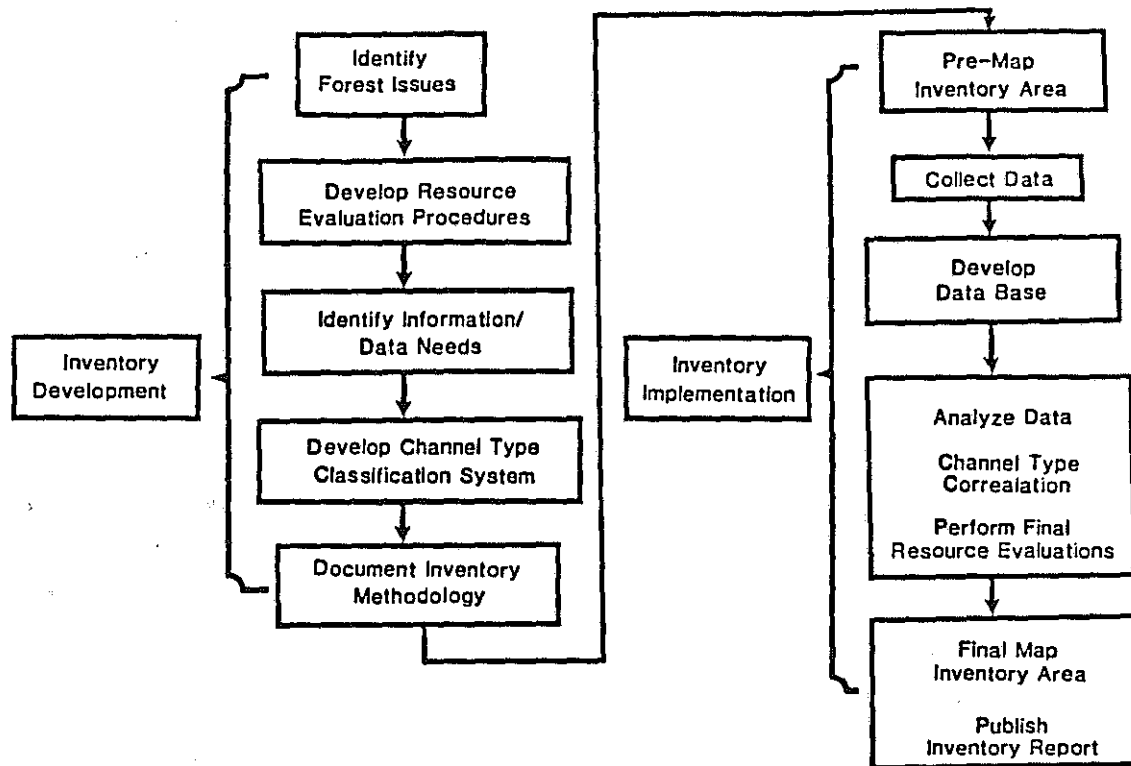 Identify
Forest Issues
Develop Resource
Evaluation Procedures
Identify Information/
Data Needs
Inventory
Development
Develop Channel Type
Classification System
Document Inventory
Methodology
Pre-Map
Inventory Area
Collect Data
Develop
Data Base
Inventory
Implementation
Analyze Data
Channel Type
Correalation
Perform Final
Resource Evaluations
Final Map
Inventory Area
Publish
Inventory Report